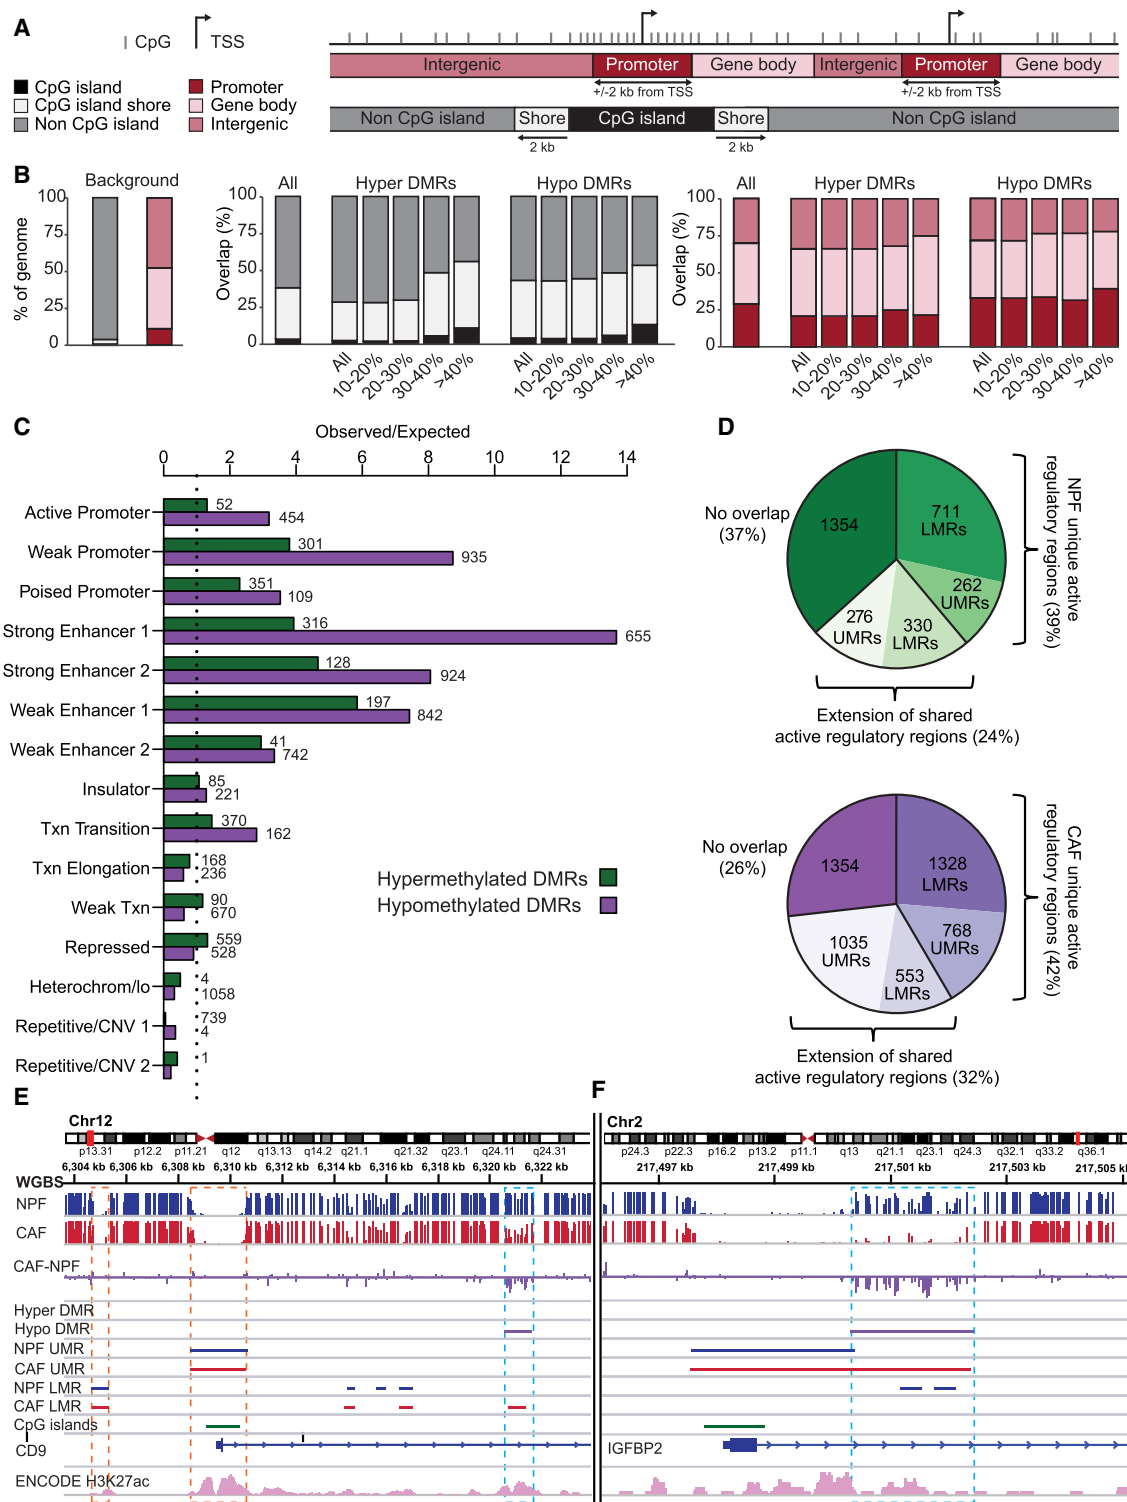 A
CpG
TSS
CpG island
CpG island shore
Non CpG island
Promoter
Gene body
Intergenic
Intergenic
Promoter
Gene body
Intergenic
Promoter
Gene body
+/-2 kb from TSS
+/-2 kb from TSS
Non CpG island
Shore
CpG island
Shore
Non CpG island
2 kb
2 kb
B
Background
% of genome
100
75
50
25
0
All
Hyper DMRs
Hypo DMRs
Overlap (%)
100
75
50
25
0
All
10-20%
20-30%
30-40%
>40%
All
10-20%
20-30%
30-40%
>40%
All
Hyper DMRs
Hypo DMRs
Overlap (%)
100
75
50
25
0
All
10-20%
20-30%
30-40%
>40%
All
10-20%
20-30%
30-40%
>40%
C
Observed/Expected
0 2 4 6 8 10 12 14
Active Promoter
52
454
Weak Promoter
301
935
Poised Promoter
351
109
Strong Enhancer 1
316
655
Strong Enhancer 2
128
924
Weak Enhancer 1
197
842
Weak Enhancer 2
41
742
Insulator
85
221
Txn Transition
370
162
Txn Elongation
168
236
Weak Txn
90
670
Repressed
559
528
Heterochrom/lo
4
1058
Repetitive/CNV 1
739
4
Repetitive/CNV 2
1
Hypermethylated DMRs
Hypomethylated DMRs
D
No overlap
(37%)
1354
711
LMRs
262
UMRs
330
LMRs
276
UMRs
NPF unique active
regulatory regions (39%)
Extension of shared
active regulatory regions (24%)
No overlap
(26%)
1354
1328
LMRs
768
UMRs
553
LMRs
1035
UMRs
CAF unique active
regulatory regions (42%)
Extension of shared
active regulatory regions (32%)
E
Chr12
p13.31 p12.2 p11.21 q12 q13.13 q14.2 q21.1 q21.32 q23.1 q24.11 q24.31
6,304 kb 6,306 kb 6,308 kb 6,310 kb 6,312 kb 6,314 kb 6,316 kb 6,318 kb 6,320 kb 6,322 kb
WGBS
NPF
CAF
CAF-NPF
Hyper DMR
Hypo DMR
NPF UMR
CAF UMR
NPF LMR
CAF LMR
CpG islands
CD9
ENCODE H3K27ac
F
Chr2
p24.3 p22.3 p16.2 p13.2 p11.1 q13 q21.1 q23.1 q24.3 q32.1 q33.2 q36.1
217,497 kb 217,499 kb 217,501 kb 217,503 kb 217,505 kb
IGFBP2